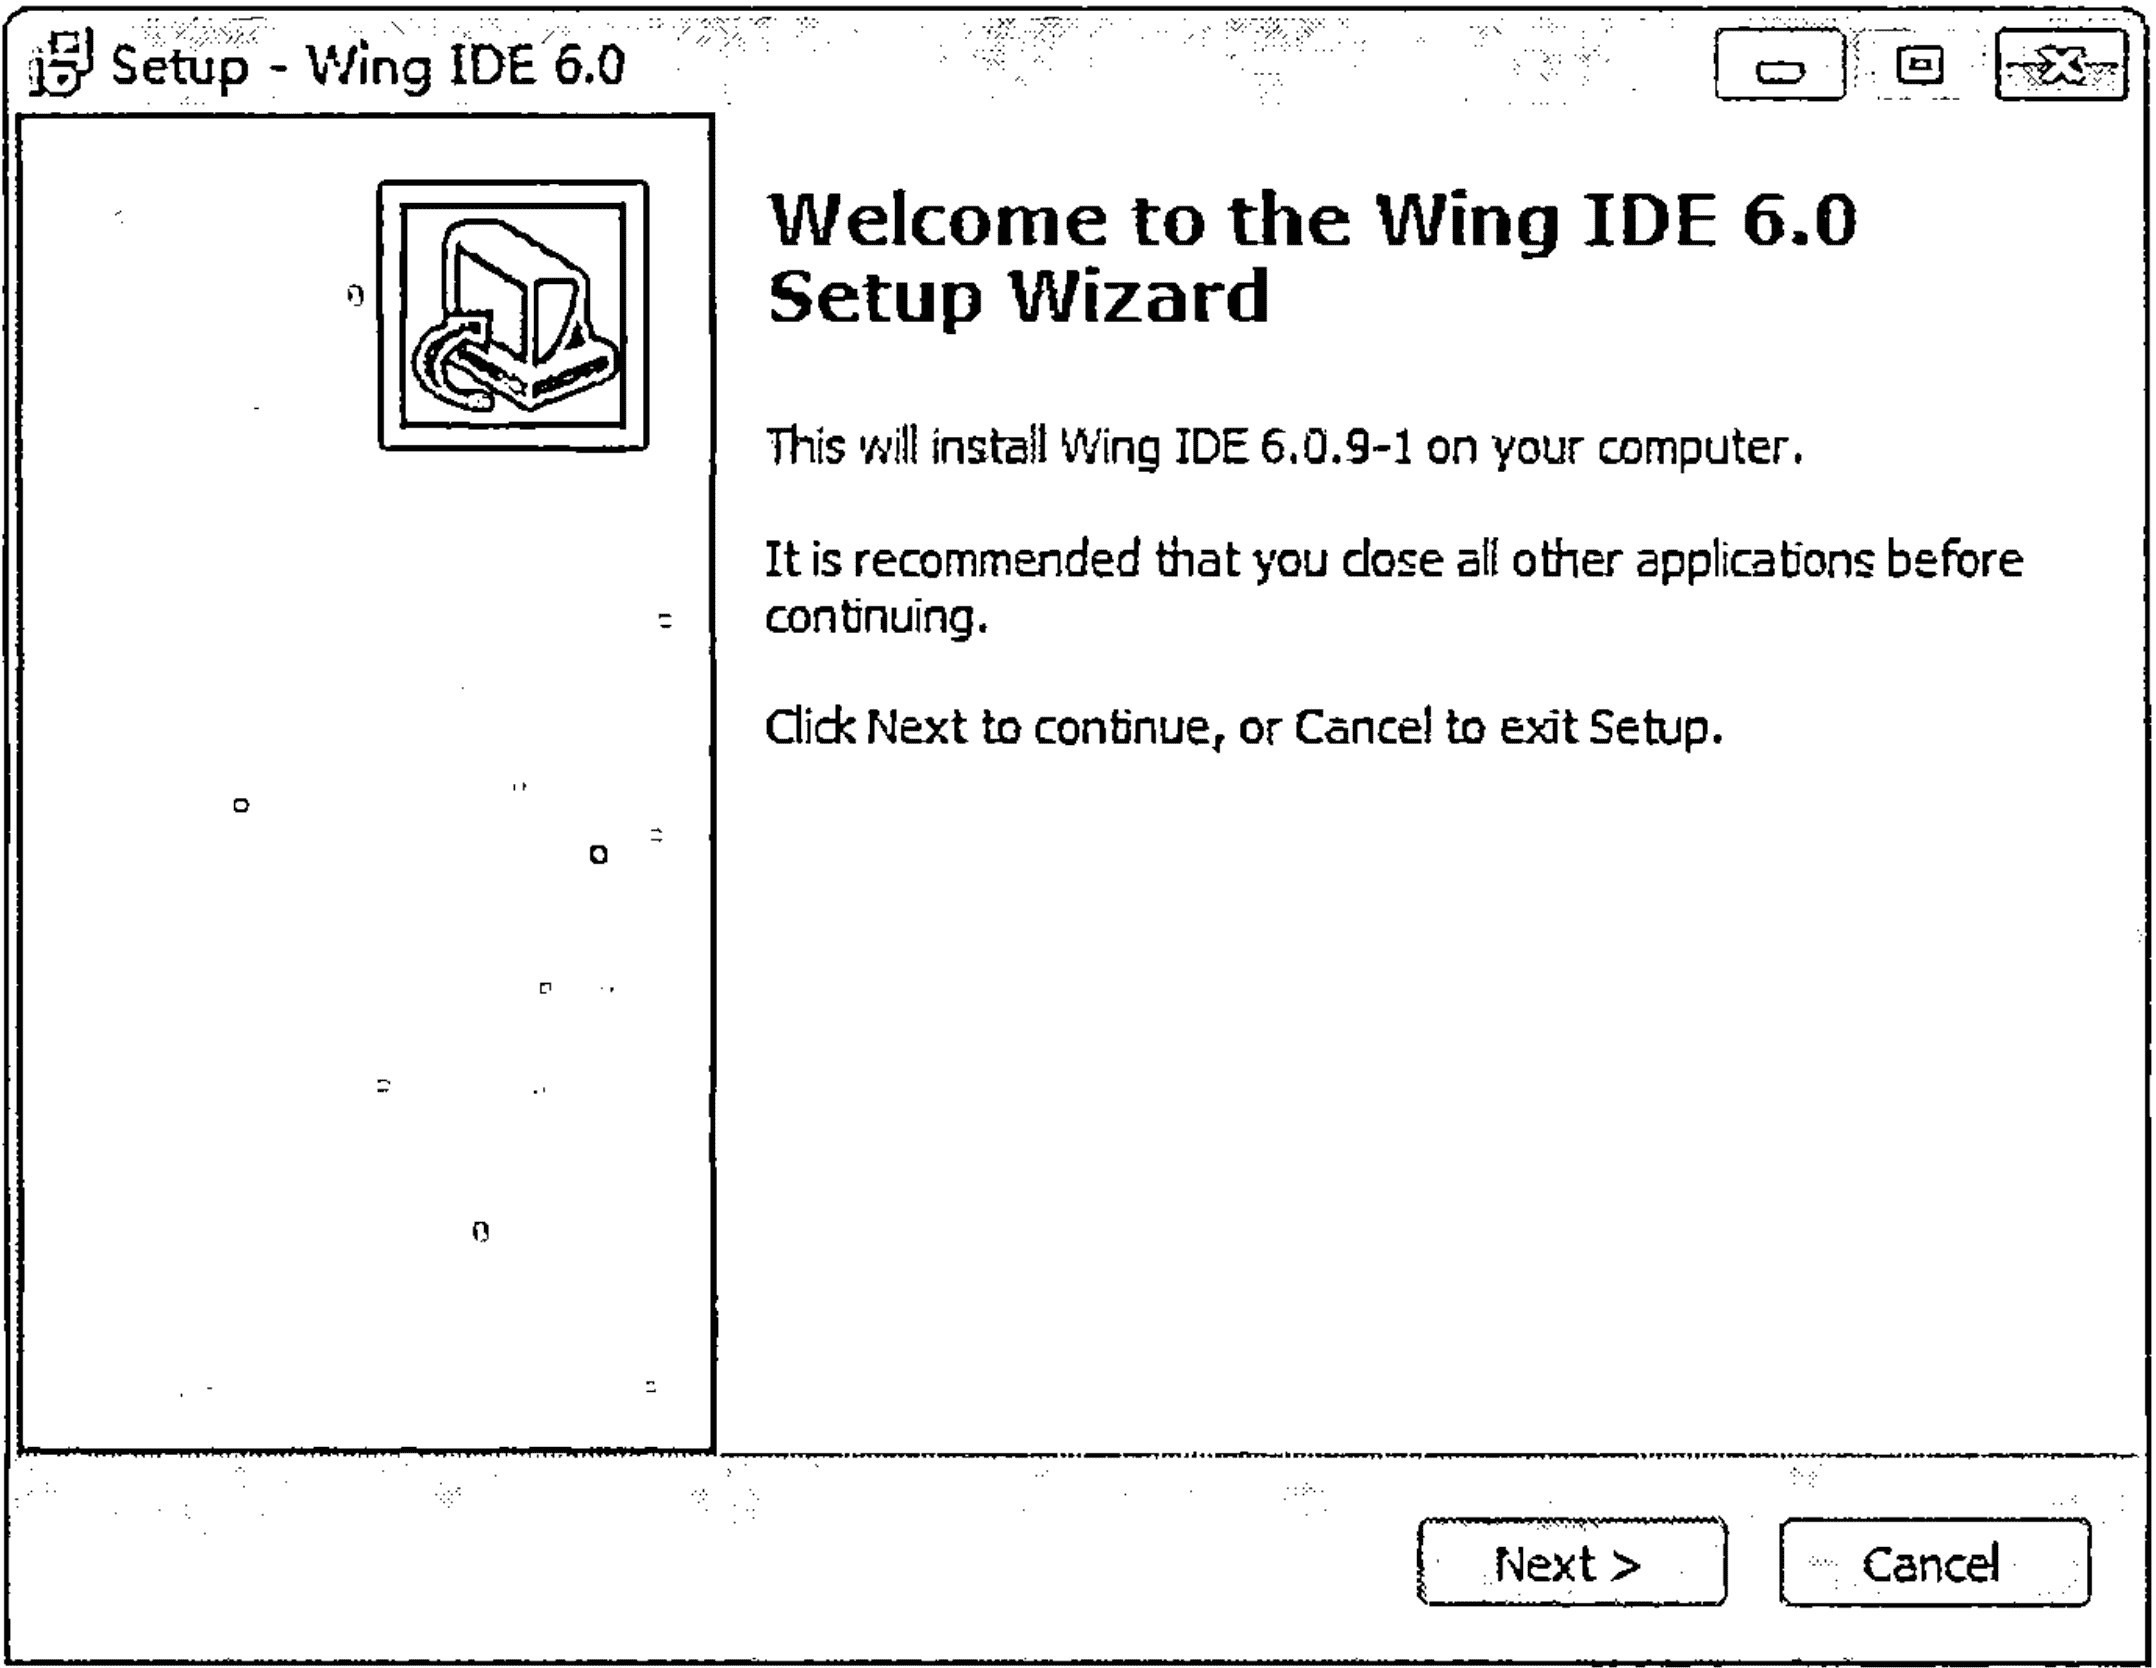 Setup - Wing IDE 6.0
Welcome to the Wing IDE 6.0
Setup Wizard
This will install Wing IDE 6.0.9-1 on your computer.
It is recommended that you close all other applications before
continuing.
Click Next to continue, or Cancel to exit Setup.
Next >
Cancel